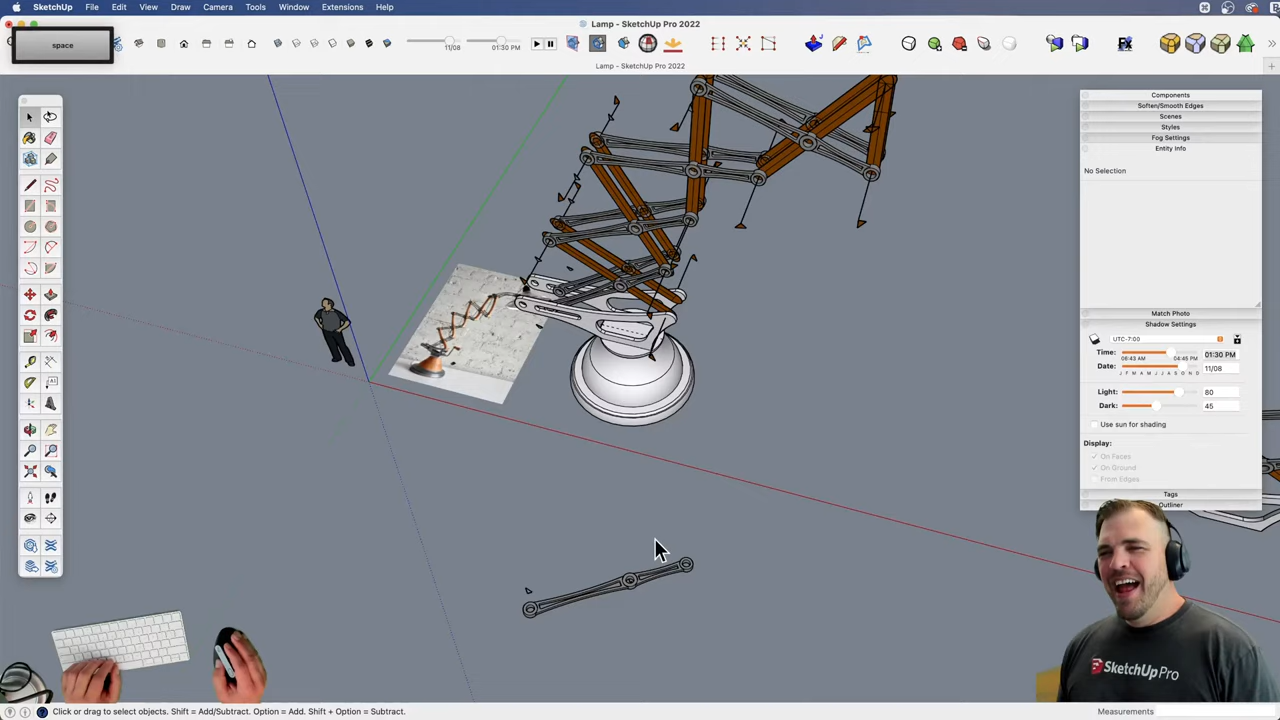 SketchUp File Edit View Draw Camera Tools Window Extensions Help
Lamp - SketchUp Pro 2022
space
11/08
01:30 PM
Fx
Lamp - SketchUp Pro 2022
Components
Soften/Smooth Edges
Scenes
Styles
Fog Settings
Entity Info
No Selection
Match Photo
Shadow Settings
UTC-7:00
Time:
01:30 PM
06:43 AM
04:45 PM
Date:
J F M A M J J A S O N D
11/08
Light:
80
Dark:
45
Use sun for shading
Display:
On Faces
On Ground
From Edges
Tags
Outliner
SketchUp Pro
Click or drag to select objects. Shift = Add/Subtract. Option = Add. Shift + Option = Subtract.
Measurements